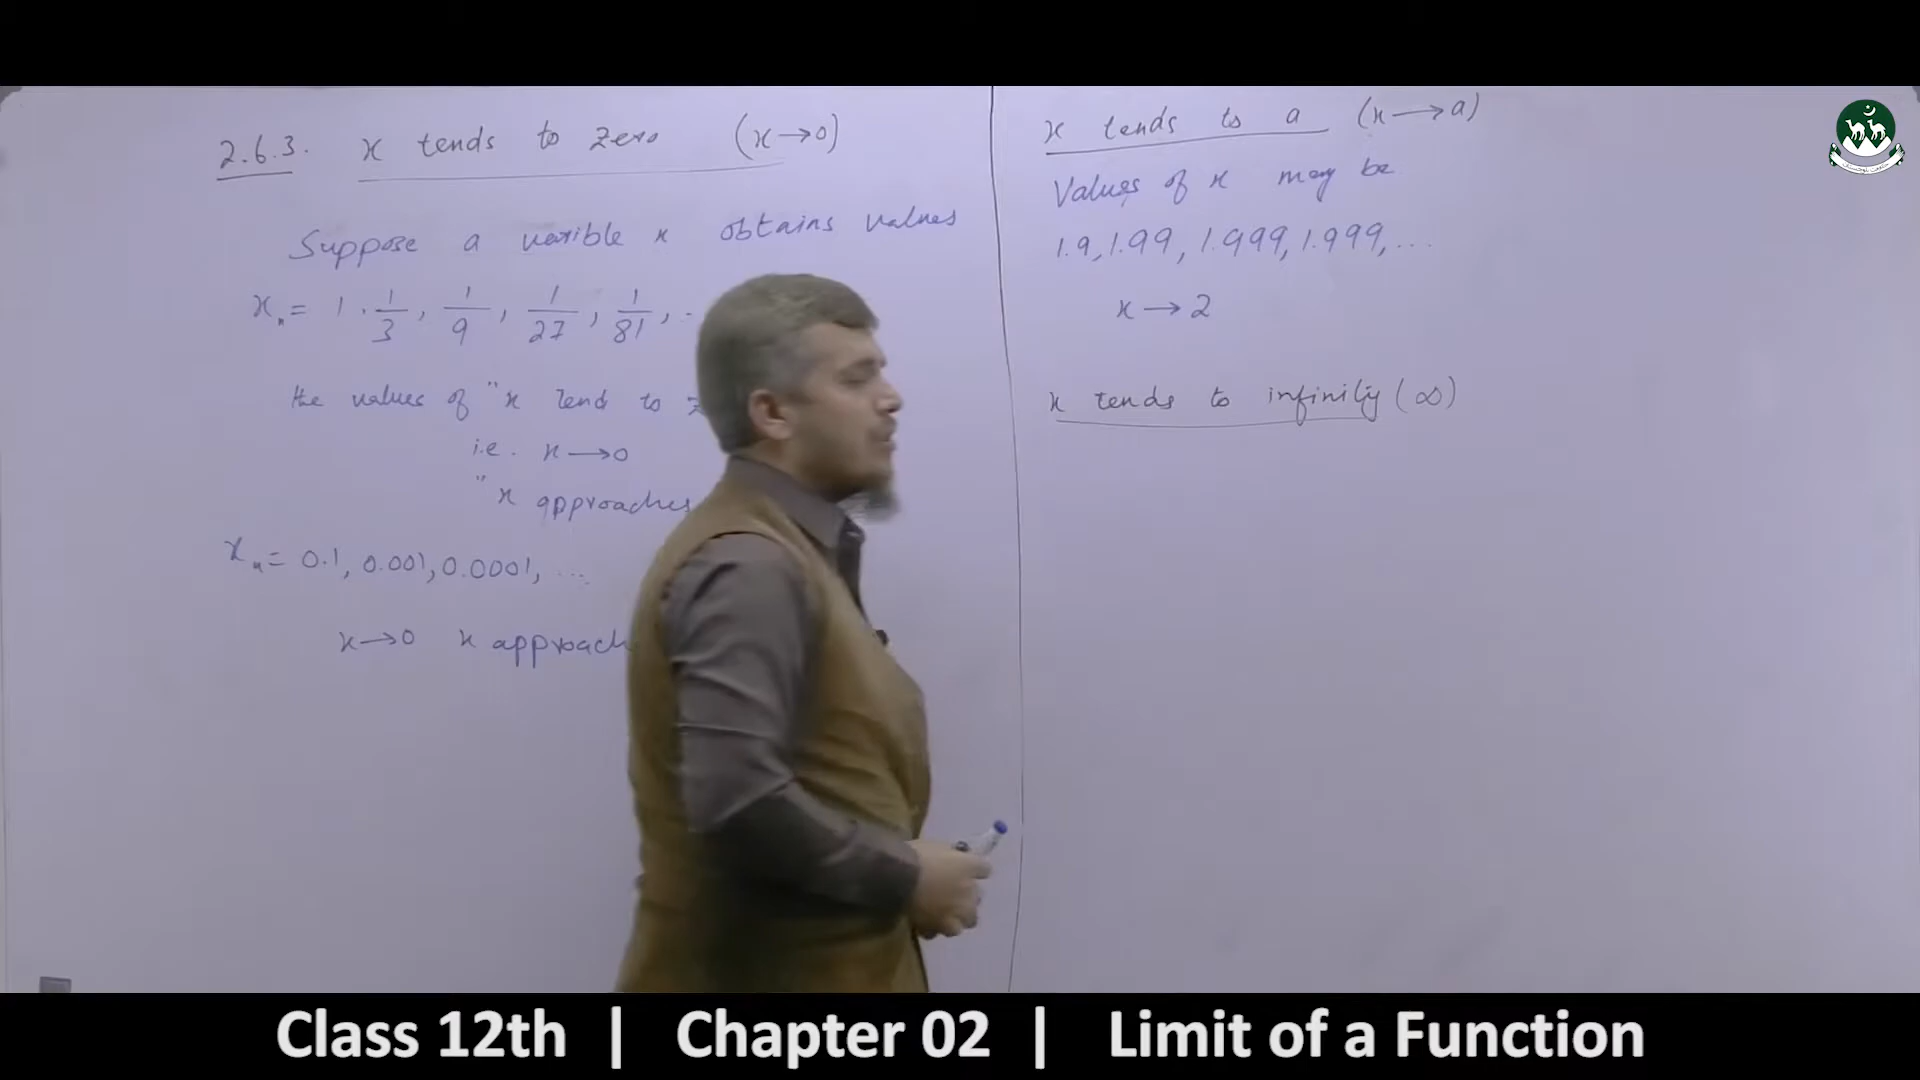 2.6.3. x tends to zero (x→0)
Suppose a varible x obtains values
xₙ = 1, 1/3, 1/9, 1/27, 1/81, ..
the values of "x tends to
i.e. x→0
"x approaches
xₙ = 0.1, 0.001, 0.0001, ...
x→0 x approach
x tends to a (x→a)
Values of x may be
1.9, 1.99, 1.999, 1.999, ...
x→2
x tends to infinity (∞)
Class 12th | Chapter 02 | Limit of a Function